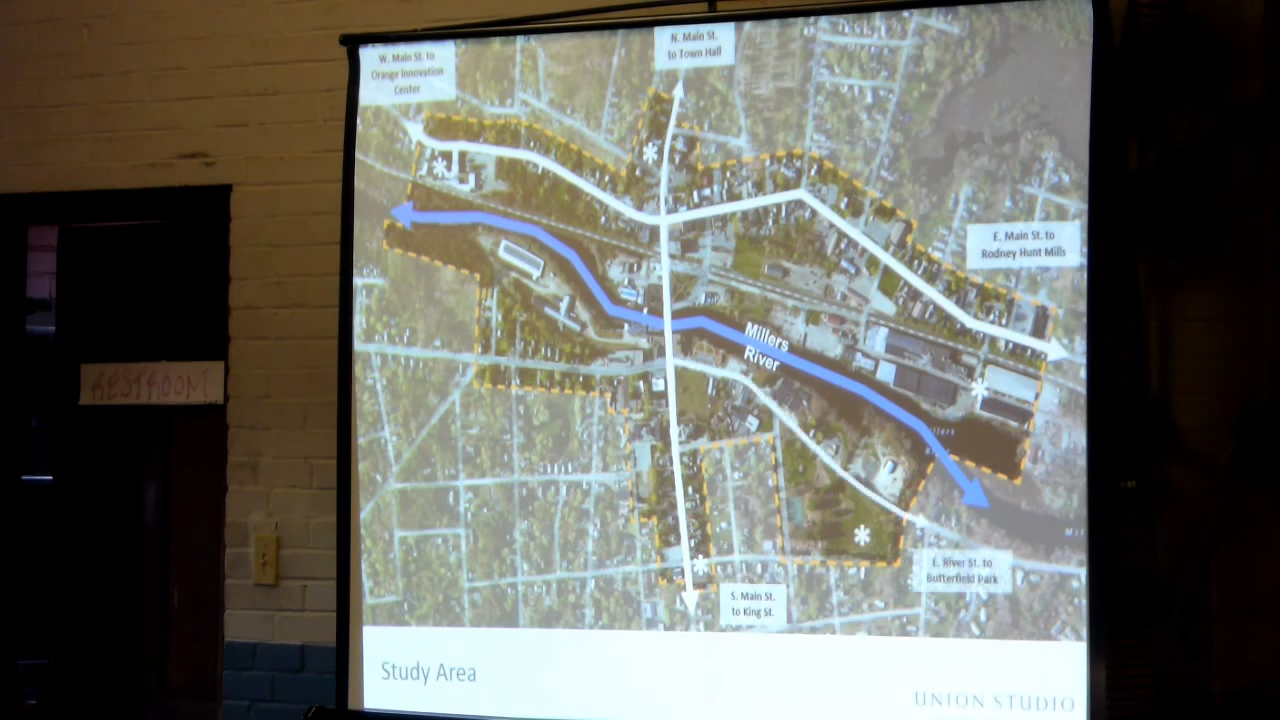 W. Main St. to
Orange Innovation
Center
N. Main St.
to Town Hall
E. Main St. to
Rodney Hunt Mills
Millers
River
E. River St. to
Butterfield Park
S. Main St.
to King St.
Study Area
UNION STUDIO
RESTROOM